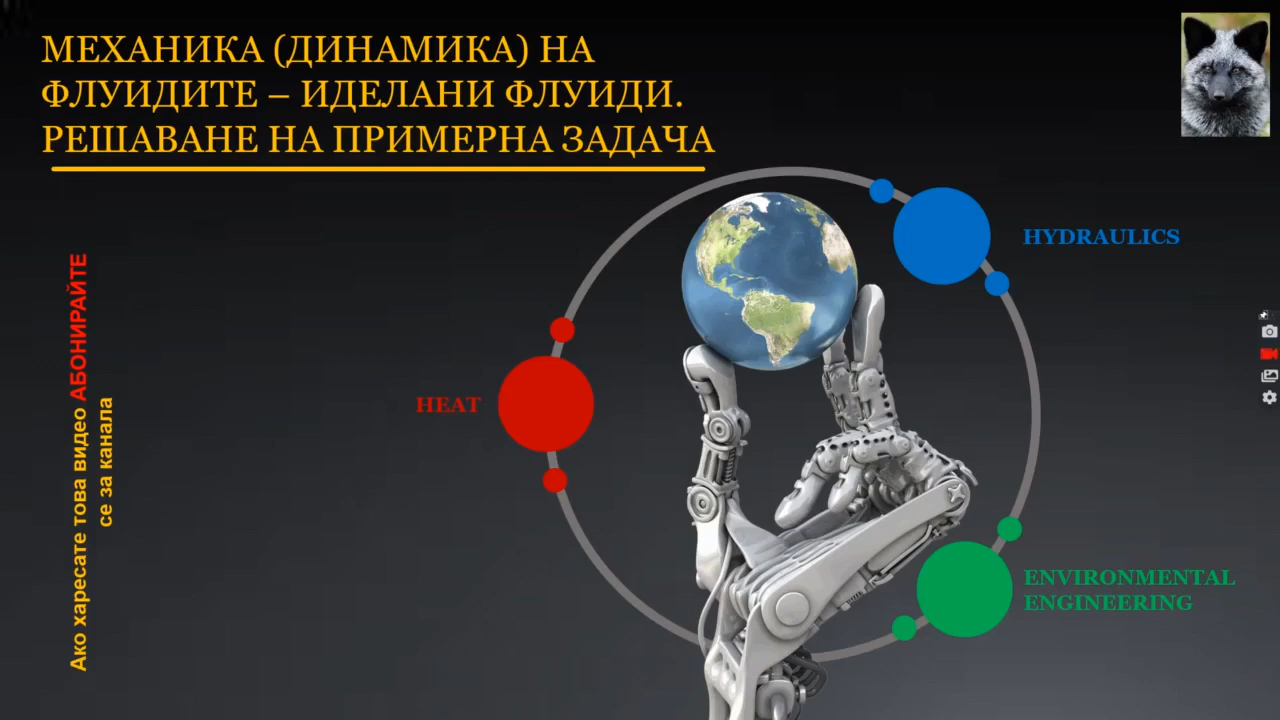 МЕХАНИКА (ДИНАМИКА) НА
ФЛУИДИТЕ – ИДЕЛАНИ ФЛУИДИ.
РЕШАВАНЕ НА ПРИМЕРНА ЗАДАЧА
Ако харесате това видео АБОНИРАЙТЕ
се за канала
HYDRAULICS
HEAT
ENVIRONMENTAL
ENGINEERING